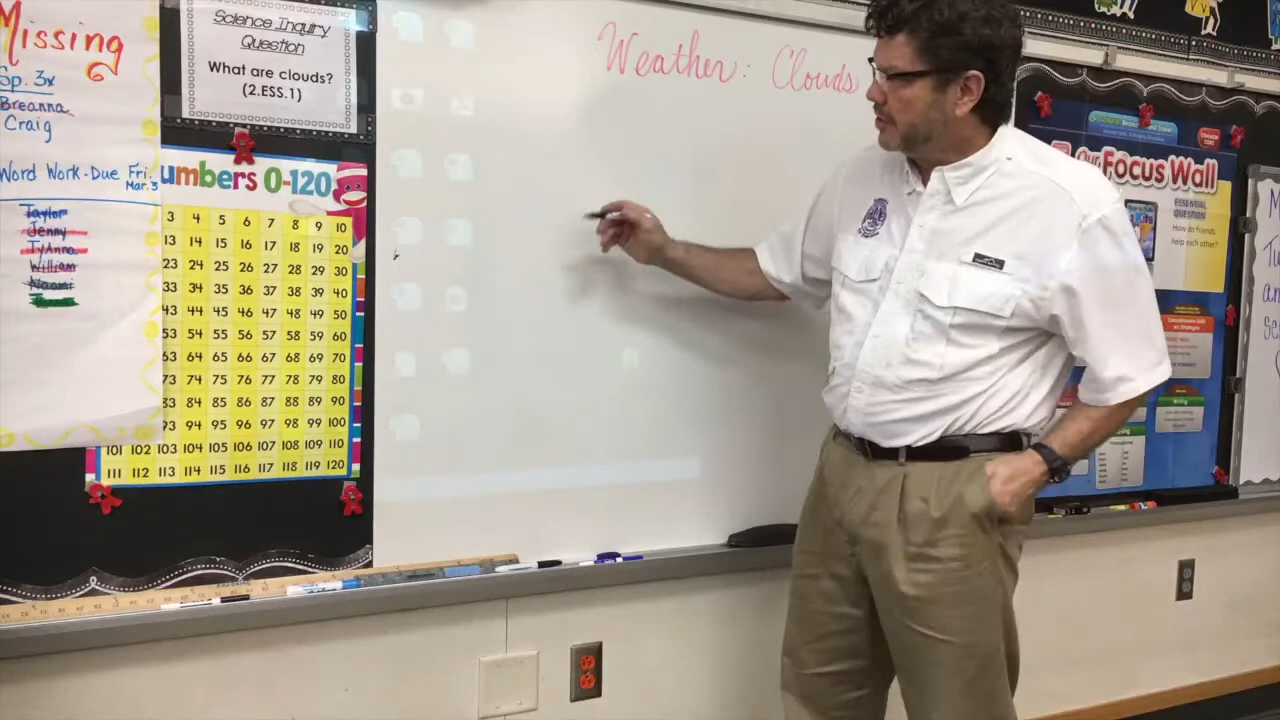 Missing
Sp. 3x
Breanna
Craig
Word Work - Due Fri.
Mar. 3
Taylor
Jenny
TyAnna
William
Naomi
Science Inquiry
Question
What are clouds?
(2.ESS.1)
umbers 0-120
3 4 5 6 7 8 9 10
13 14 15 16 17 18 19 20
23 24 25 26 27 28 29 30
33 34 35 36 37 38 39 40
43 44 45 46 47 48 49 50
53 54 55 56 57 58 59 60
63 64 65 66 67 68 69 70
73 74 75 76 77 78 79 80
83 84 85 86 87 88 89 90
93 94 95 96 97 98 99 100
101 102 103 104 105 106 107 108 109 110
111 112 113 114 115 116 117 118 119 120
Weather: Clouds
Our Focus Wall
ESSENTIAL
QUESTION
How do friends
help each other?
Writing